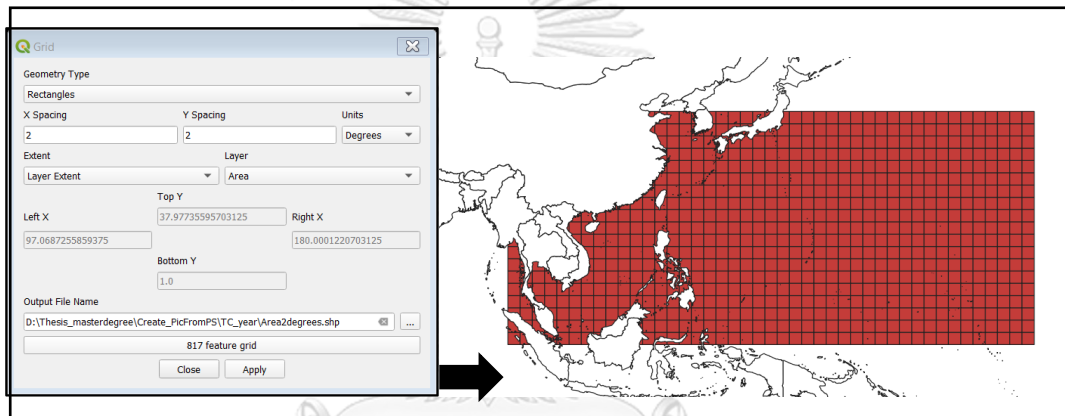 Grid
Geometry Type
Rectangles
X Spacing Y Spacing Units
2 2 Degrees
Extent Layer
Layer Extent Area
Top Y
Left X 37.97735595703125 Right X
97.0687255859375 180.0001220703125
Bottom Y
1.0
Output File Name
D:\Thesis_masterdegree\Create_PicFromPS\TC_year\Area2degrees.shp ...
817 feature grid
Close Apply